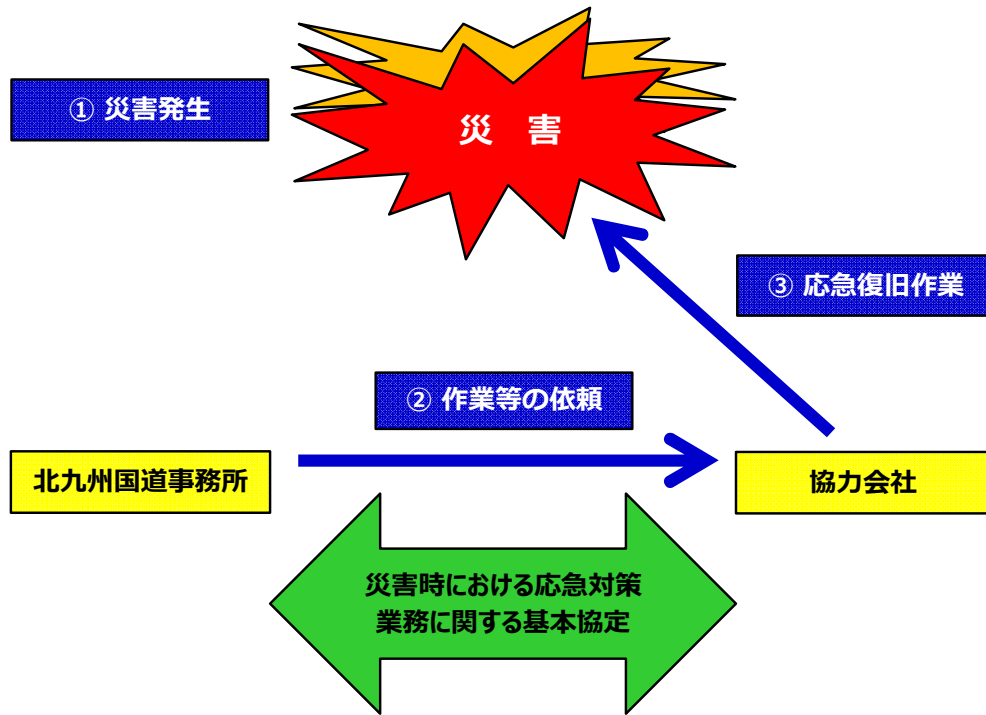 ① 災害発生
災　害
③ 応急復旧作業
② 作業等の依頼
北九州国道事務所
協力会社
災害時における応急対策
業務に関する基本協定